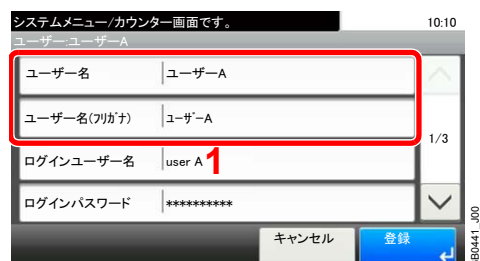 システムメニュー/カウンター画面です。 10:10
ユーザー:ユーザーA
ユーザー名 ユーザーA
ユーザー名(ﾌﾘｶﾞﾅ) ﾕｰｻﾞｰA
1/3
ログインユーザー名 user A 1
ログインパスワード **********
キャンセル 登録
B0441_J00